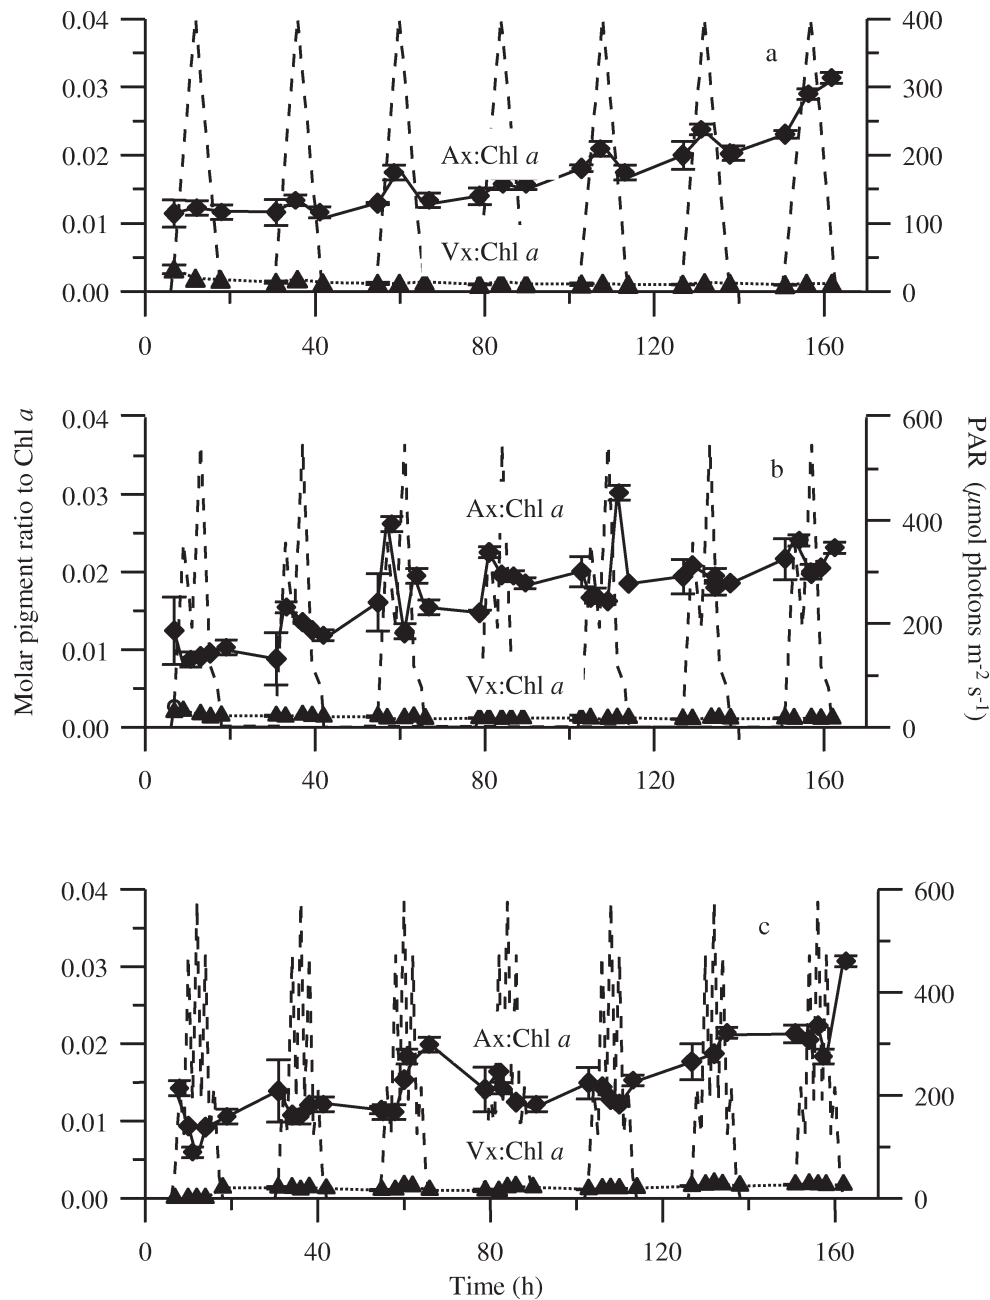 0.04
0.03
0.02
0.01
0.00
400
300
200
100
0
a
Ax:Chl a
Vx:Chl a
0 40 80 120 160
Molar pigment ratio to Chl a
0.04
0.03
0.02
0.01
0.00
600
400
200
0
PAR (μmol photons m-2 s-1)
b
Ax:Chl a
Vx:Chl a
0 40 80 120 160
0.04
0.03
0.02
0.01
0.00
600
400
200
0
c
Ax:Chl a
Vx:Chl a
0 40 80 120 160
Time (h)